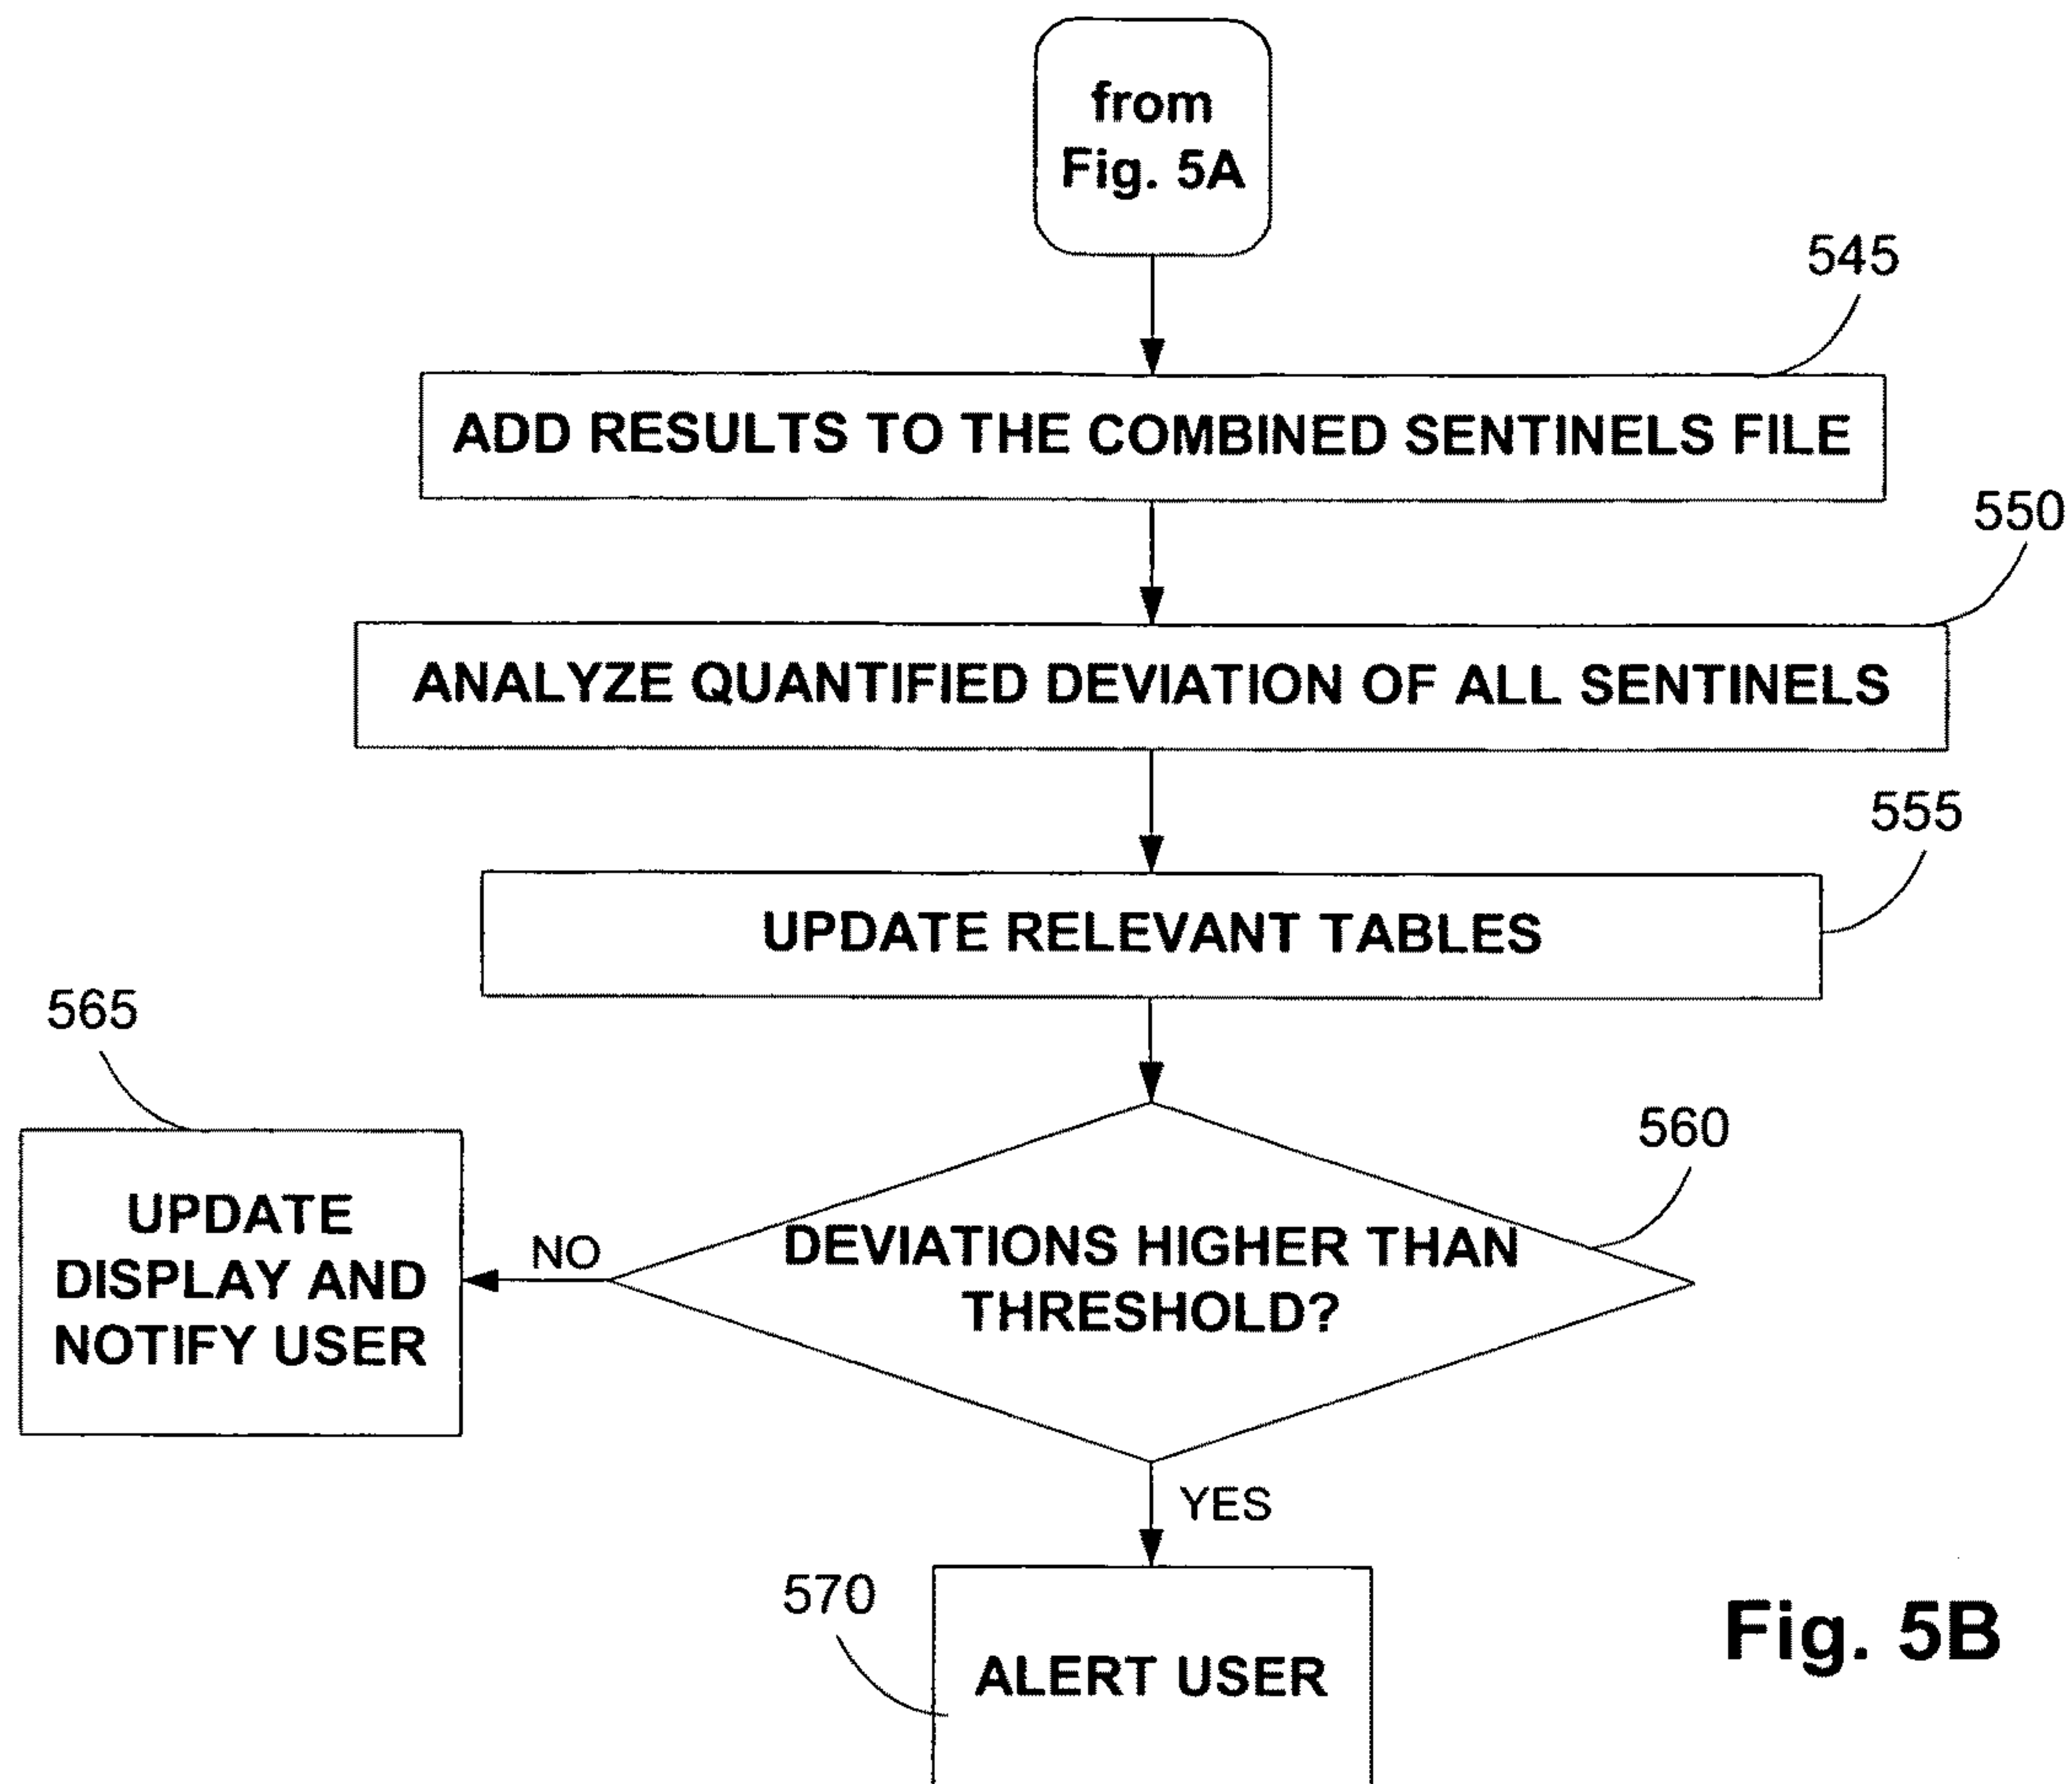 from
Fig. 5A
545
ADD RESULTS TO THE COMBINED SENTINELS FILE
550
ANALYZE QUANTIFIED DEVIATION OF ALL SENTINELS
555
UPDATE RELEVANT TABLES
565
560
UPDATE
DISPLAY AND
NOTIFY USER
NO
DEVIATIONS HIGHER THAN
THRESHOLD?
YES
570
ALERT USER
Fig. 5B